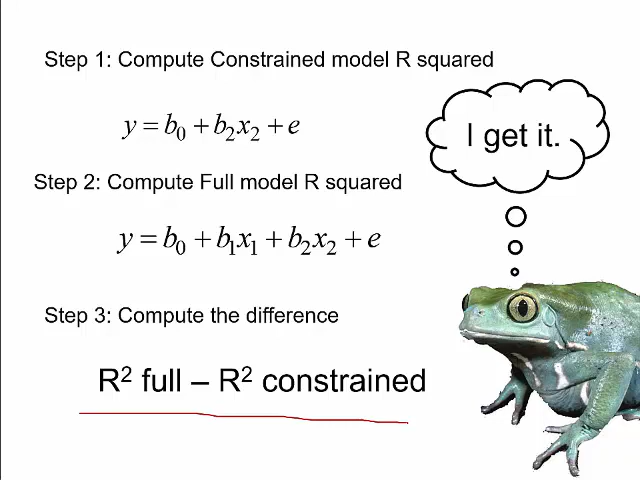 Step 1: Compute Constrained model R squared
y = b₀ + b₂x₂ + e
I get it.
Step 2: Compute Full model R squared
y = b₀ + b₁x₁ + b₂x₂ + e
Step 3: Compute the difference
R² full – R² constrained